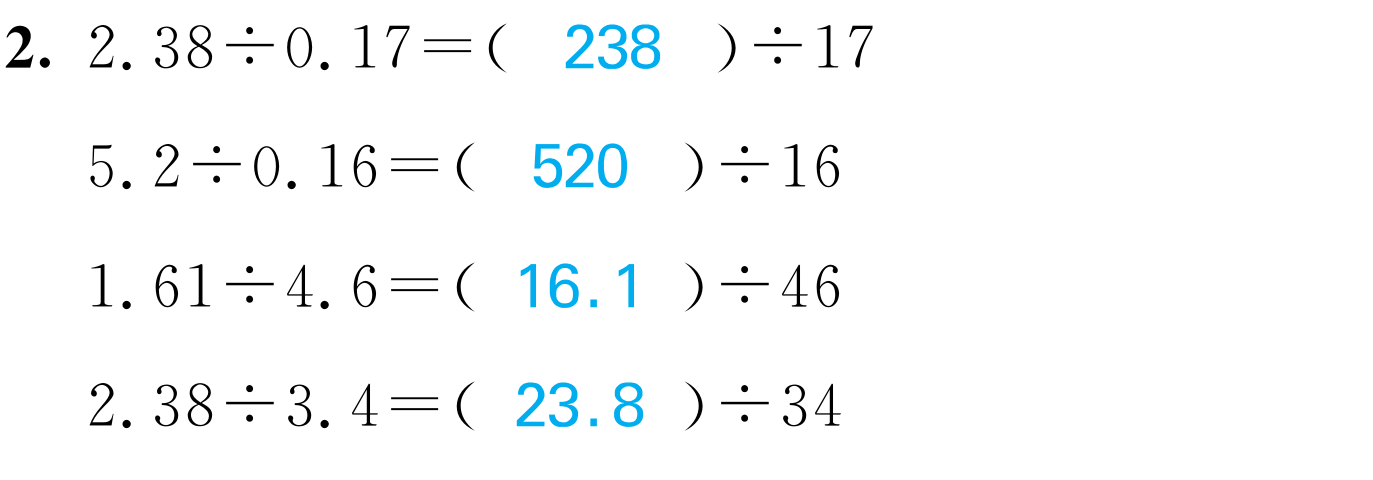 2. 2.38÷0.17=( 238 )÷17
5.2÷0.16=( 520 )÷16
1.61÷4.6=( 16.1 )÷46
2.38÷3.4=( 23.8 )÷34